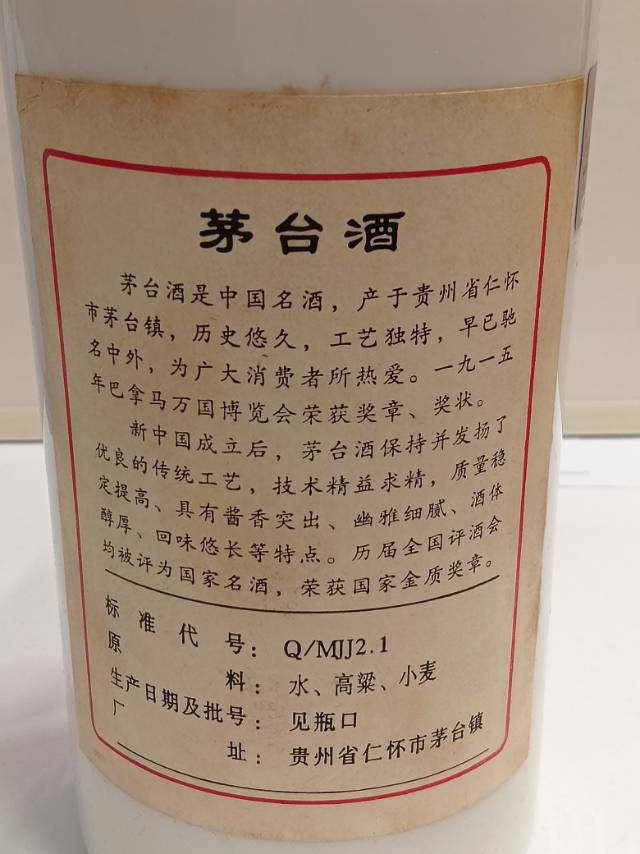 茅台酒
茅台酒是中国名酒，产于贵州省仁怀
市茅台镇，历史悠久，工艺独特，早已驰
名中外，为广大消费者所热爱。一九一五
年巴拿马万国博览会荣获奖章、奖状。
新中国成立后，茅台酒保持并发扬了
优良的传统工艺，技术精益求精，质量稳
定提高、具有酱香突出、幽雅细腻、酒体
醇厚、回味悠长等特点。历届全国评酒会
均被评为国家名酒，荣获国家金质奖章。
标准代号：Q/MJJ2.1
原料：水、高粱、小麦
生产日期及批号：见瓶口
厂址：贵州省仁怀市茅台镇